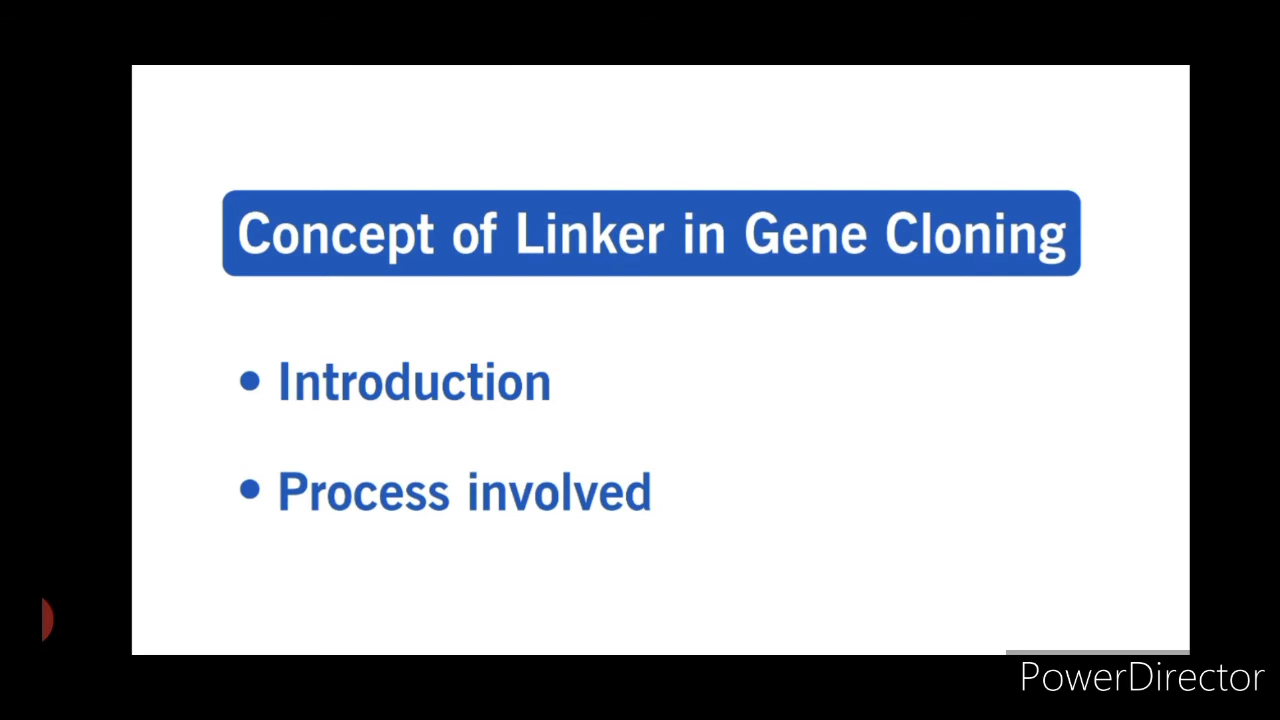 Concept of Linker in Gene Cloning
• Introduction
• Process involved
PowerDirector